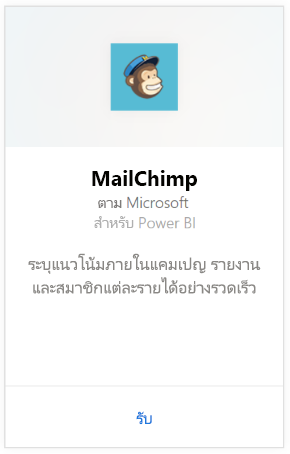 MailChimp
ตาม Microsoft
สำหรับ Power BI
ระบุแนวโน้มภายในแคมเปญ รายงาน
และสมาชิกแต่ละรายได้อย่างรวดเร็ว
รับ